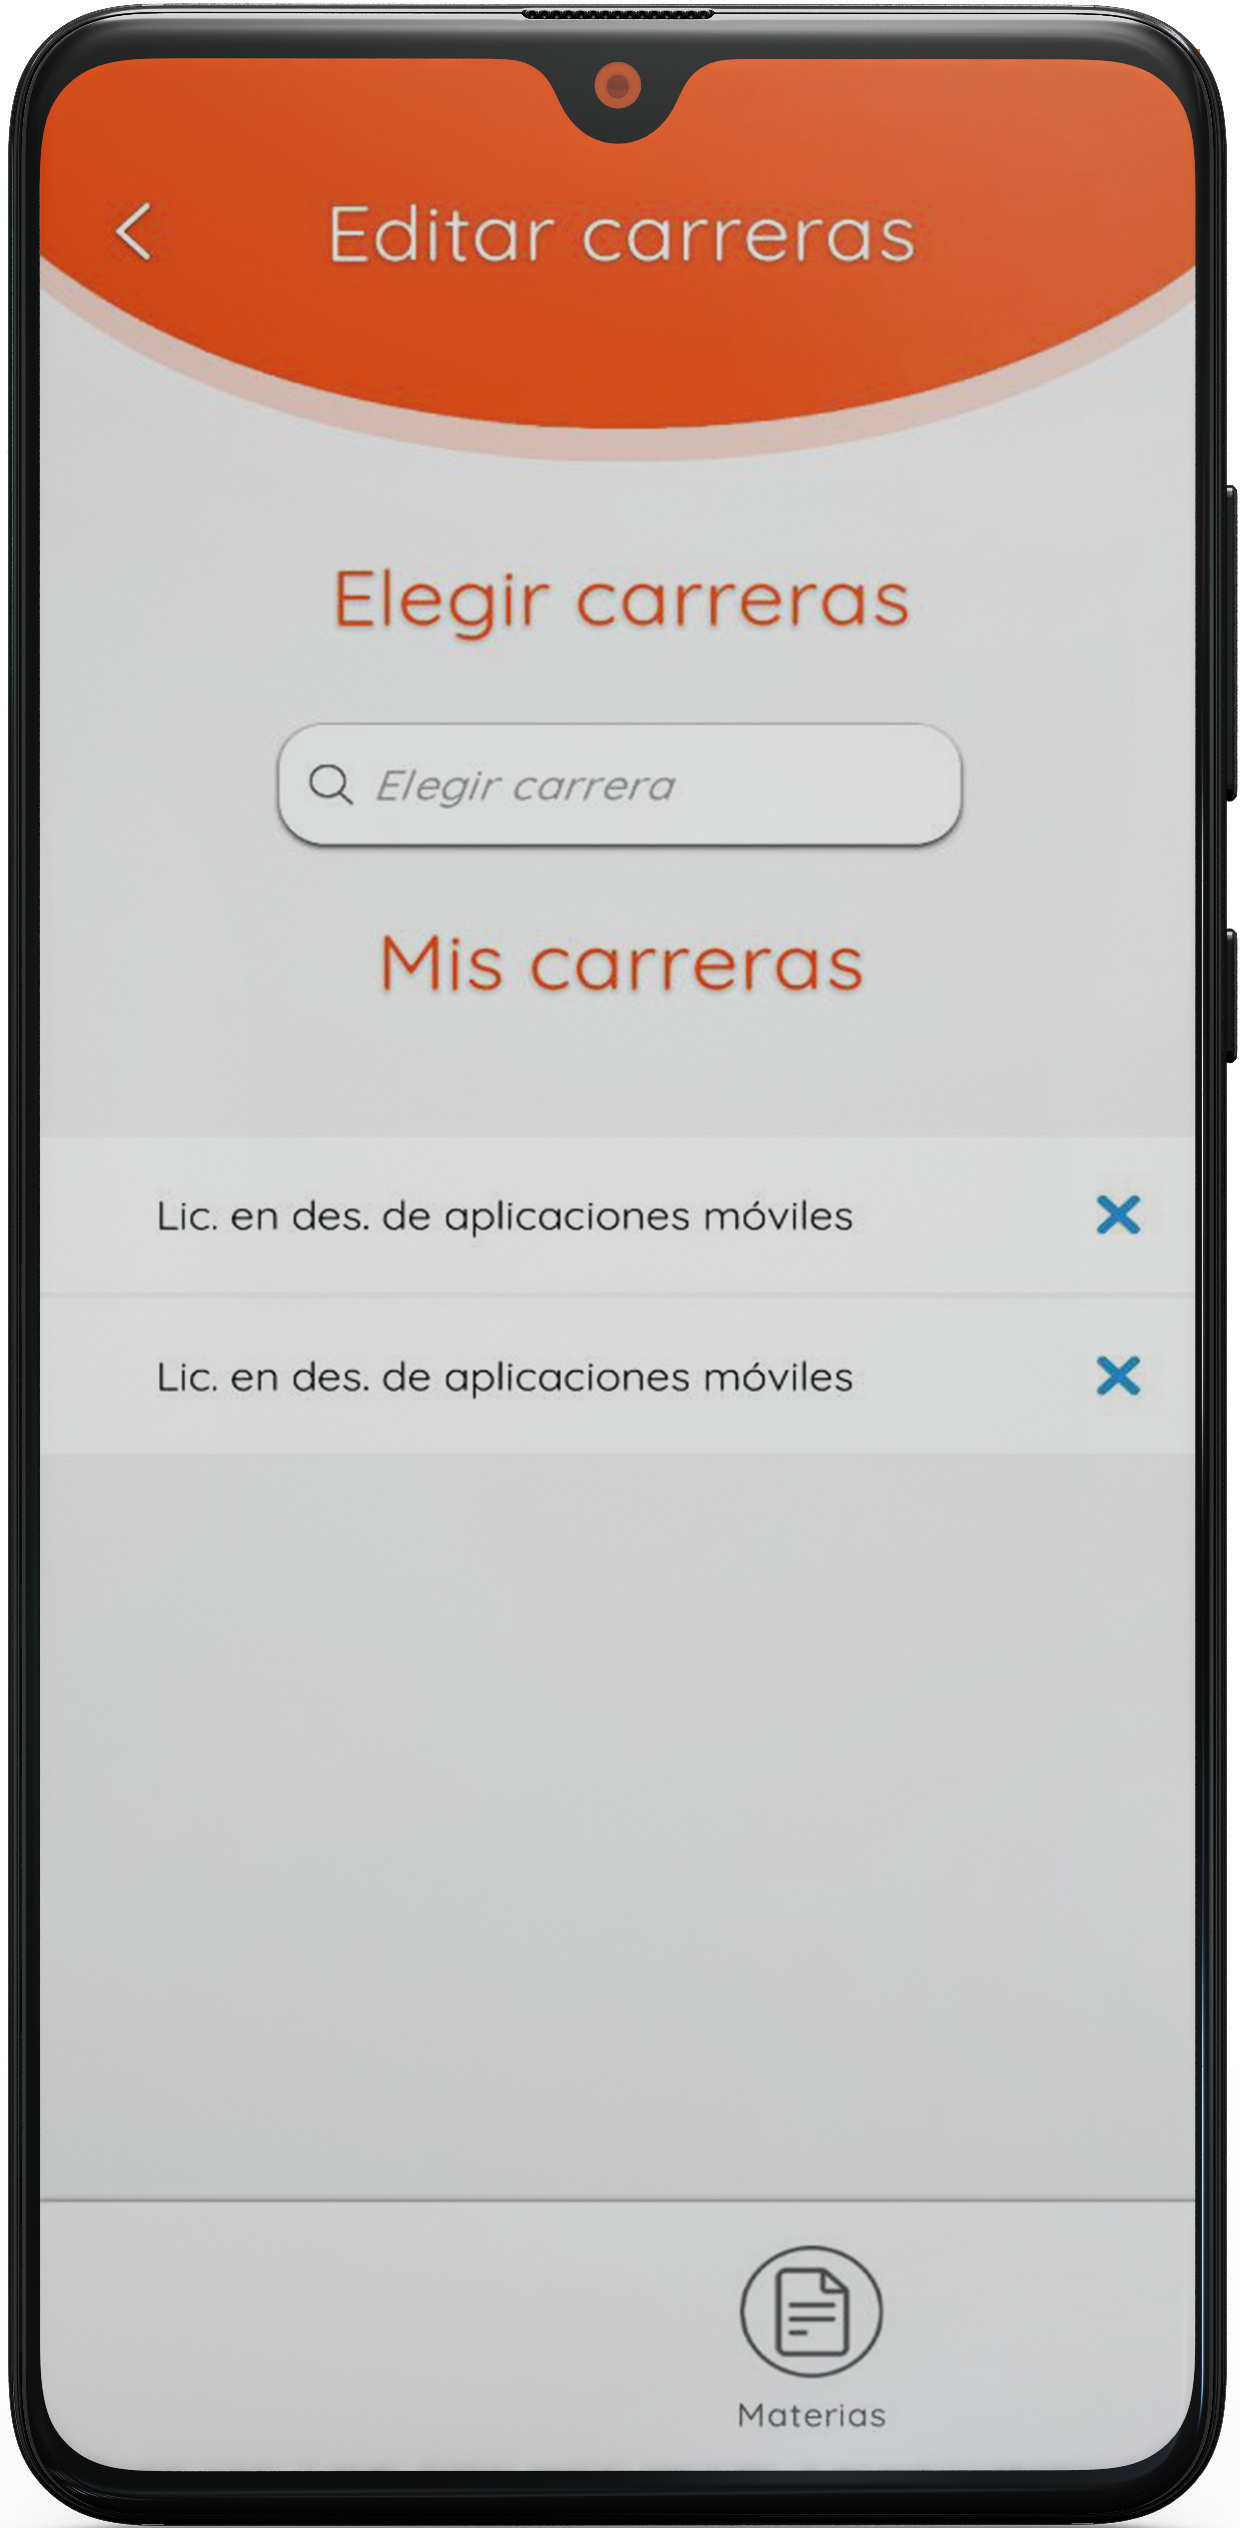 Editar carreras
Elegir carreras
Elegir carrera
Mis carreras
Lic. en des. de aplicaciones móviles
Lic. en des. de aplicaciones móviles
Materias